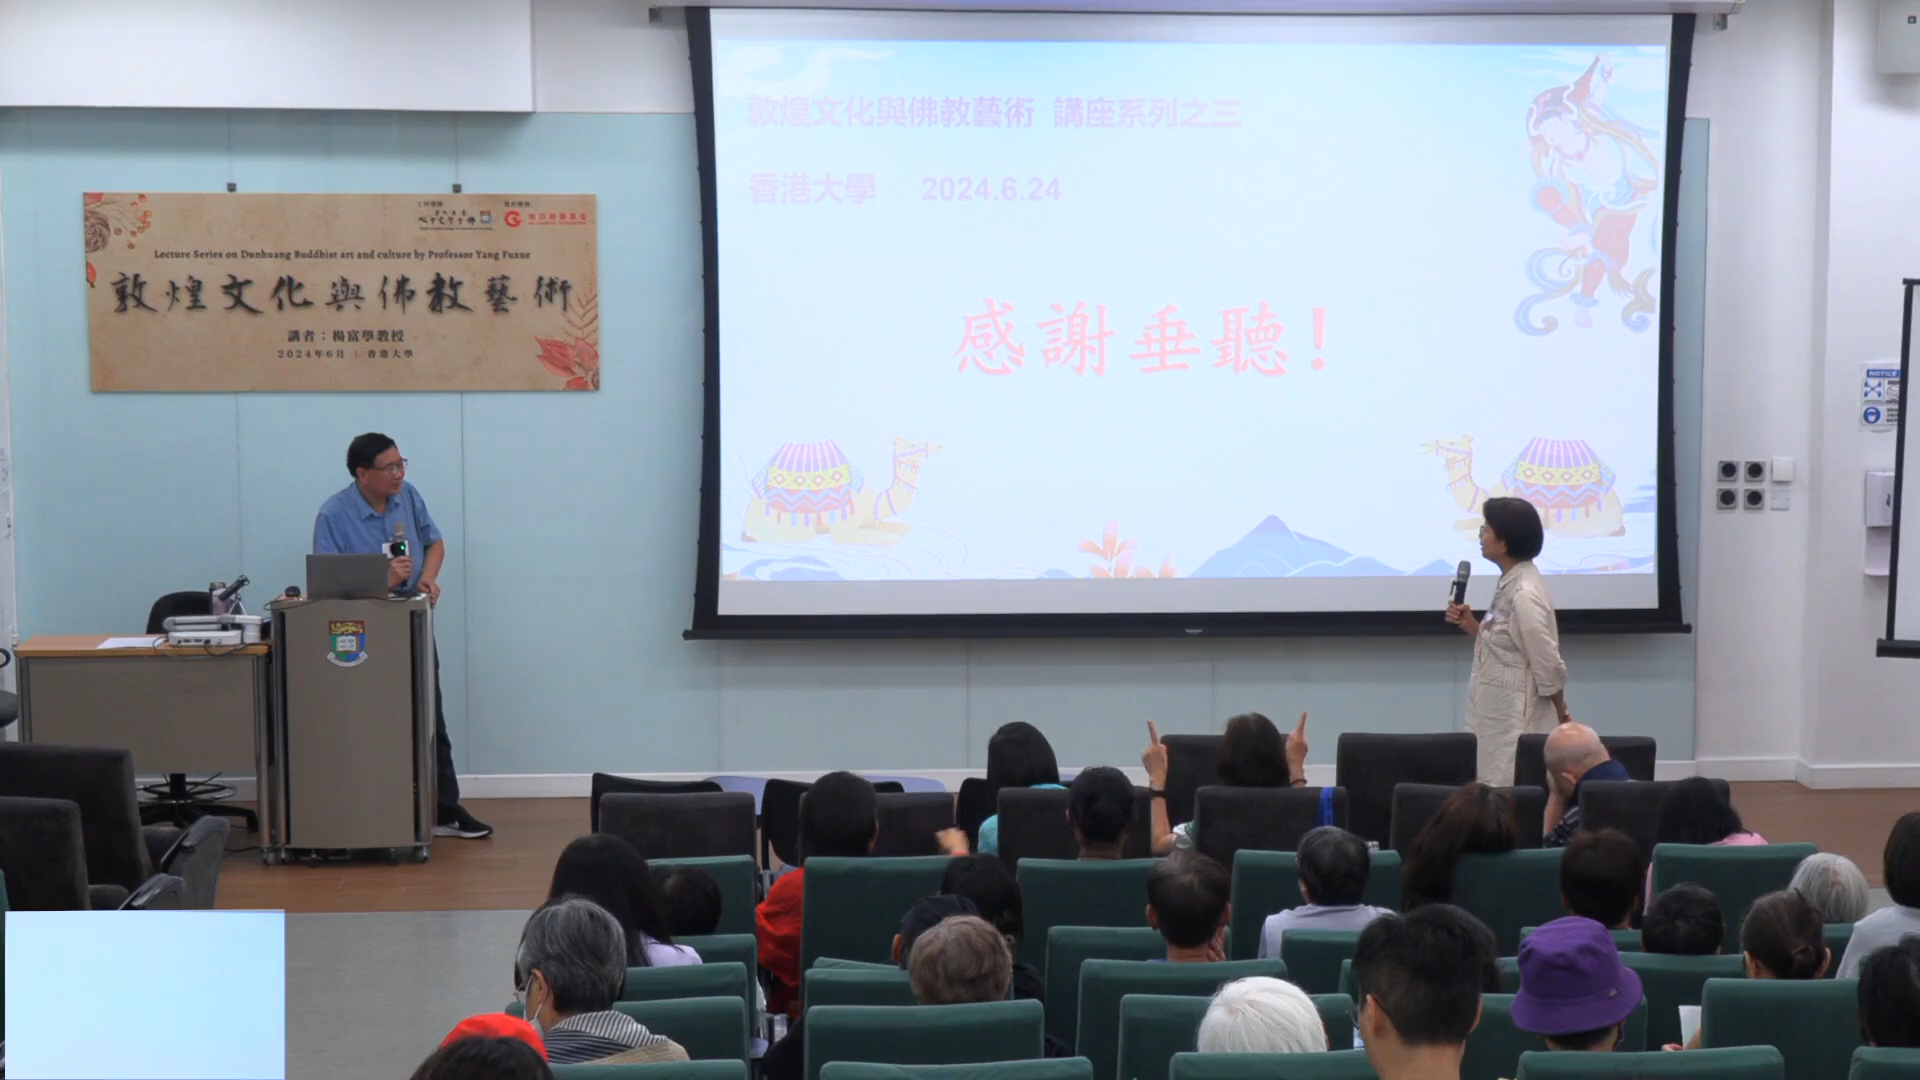 Lecture Series on Dunhuang Buddhist art and culture by Professor Yang Fuxue
敦煌文化與佛教藝術
講者：楊富學教授
2024年6月 | 香港大學
敦煌文化與佛教藝術 講座系列之三
香港大學 2024.6.24
感謝垂聽！
NOTICE